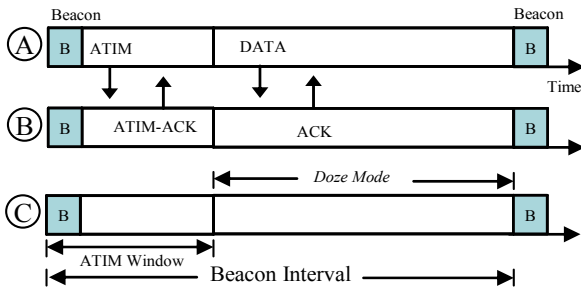 Beacon Beacon
A B ATIM DATA B
Time
B B ATIM-ACK ACK B
Doze Mode
C B B
ATIM Window
Beacon Interval